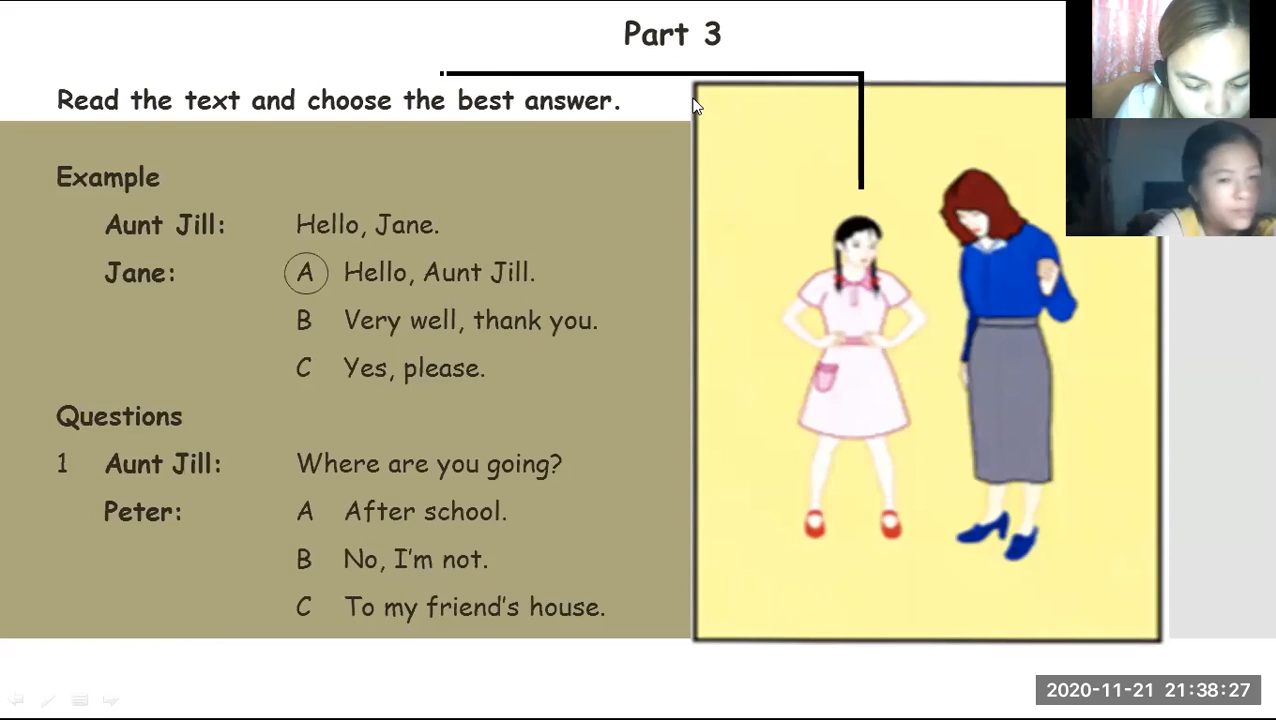 Part 3
Read the text and choose the best answer.
Example
Aunt Jill: Hello, Jane.
Jane: A Hello, Aunt Jill.
B Very well, thank you.
C Yes, please.
Questions
1 Aunt Jill: Where are you going?
Peter: A After school.
B No, I'm not.
C To my friend's house.
2020-11-21 21:38:27